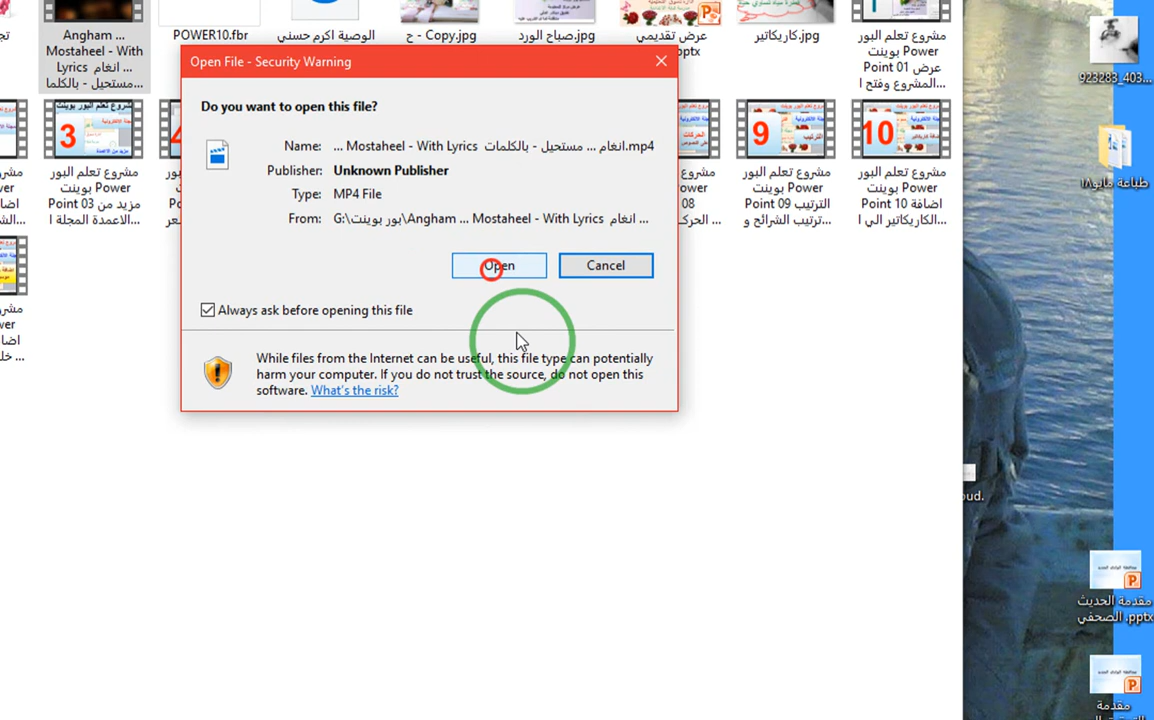 Angham ...
Mostaheel - With
Lyrics انغام ...
مستحيل - بالكلما...
POWER10.fbr
الوصية اكرم حسني
ح - Copy.jpg
صباح الورد.jpg
عرض تقديمي
كاريكاتير.jpg
مشروع تعلم البور
بوينت Power
Point 01 عرض
المشروع وفتح ا...
923283_403...
Open File - Security Warning
Do you want to open this file?
Name: ... Mostaheel - With Lyrics انغام ... مستحيل - بالكلمات.mp4
Publisher: Unknown Publisher
Type: MP4 File
From: G:\بور بوينت\Angham ... Mostaheel - With Lyrics انغام ...
Open
Cancel
Always ask before opening this file
While files from the Internet can be useful, this file type can potentially
harm your computer. If you do not trust the source, do not open this
software. What's the risk?
3
مشروع تعلم البور
بوينت Power
Point 03 مزيد من
الاعمدة المجلة ا...
9
مشروع تعلم البور
بوينت Power
Point 09 الترتيب
ترتيب الشرائح و...
10
مشروع تعلم البور
بوينت Power
Point 10 اضافة
الكاريكاتير الي ا...
08
الحركات
طباعة مايو١٨
oud.
مقدمة الحديث
الصحفي.pptx
مقدمة